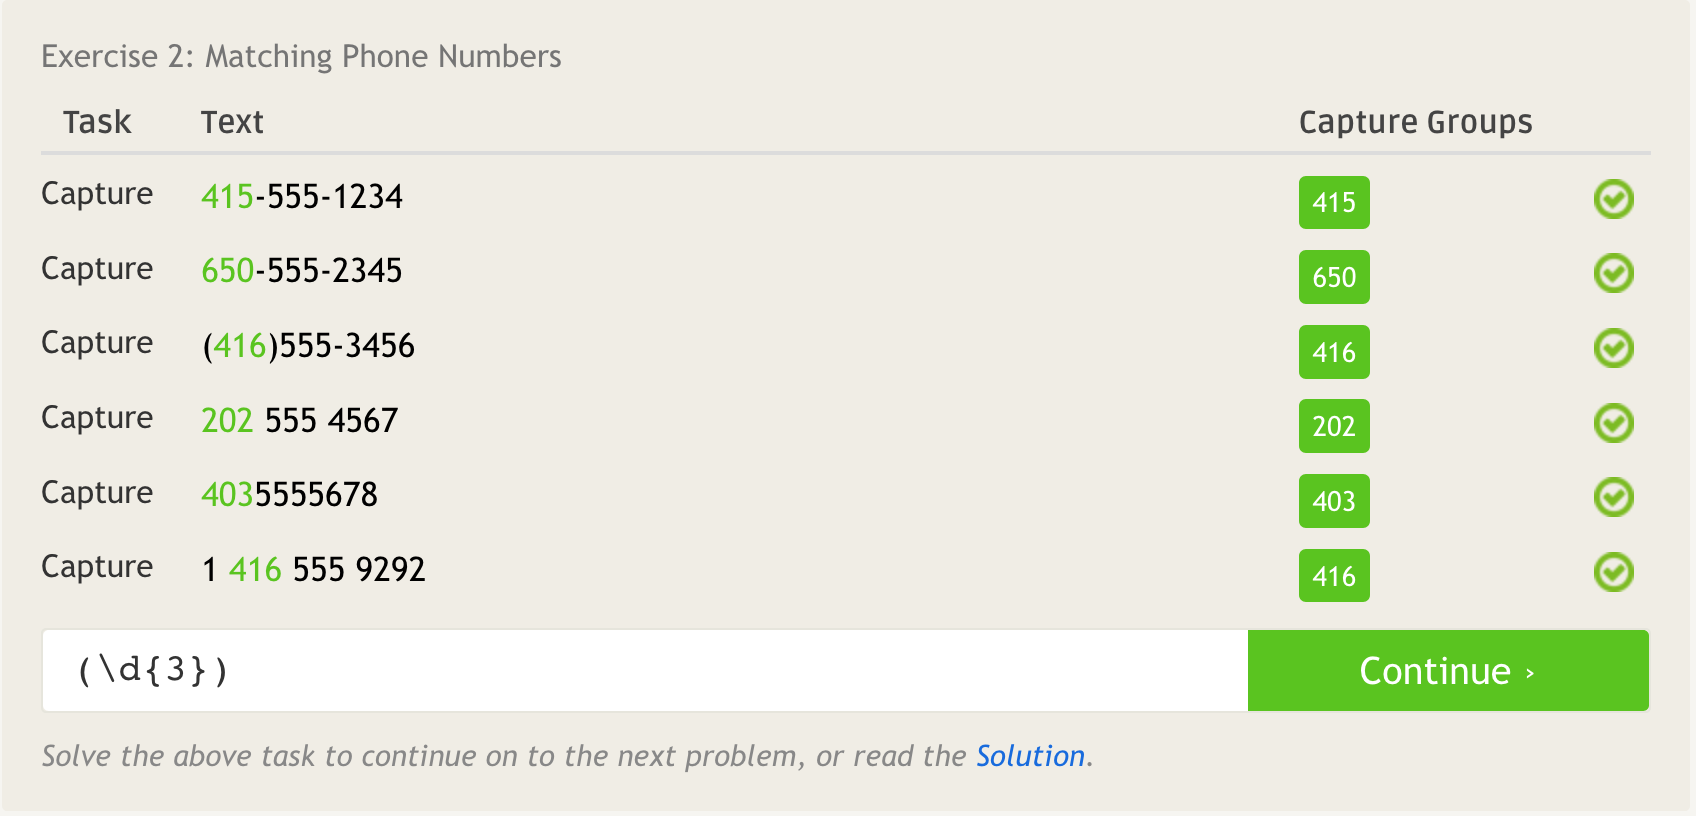 Exercise 2: Matching Phone Numbers
Task Text Capture Groups
Capture 415-555-1234 415
Capture 650-555-2345 650
Capture (416)555-3456 416
Capture 202 555 4567 202
Capture 4035555678 403
Capture 1 416 555 9292 416
(\d{3}) Continue ›
Solve the above task to continue on to the next problem, or read the Solution.